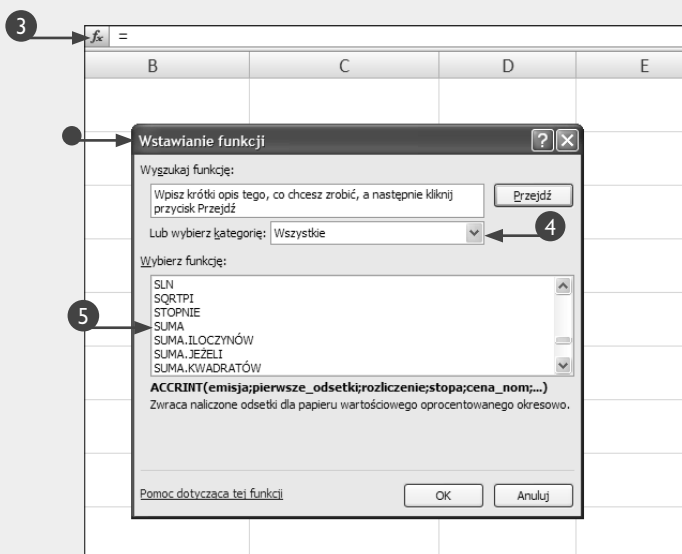 3
fx =
B C D E
Wstawianie funkcji
Wyszukaj funkcję:
Wpisz krótki opis tego, co chcesz zrobić, a następnie kliknij
przycisk Przejdź
Przejdź
Lub wybierz kategorię: Wszystkie
4
Wybierz funkcję:
SLN
SQRTPI
STOPNIE
5
SUMA
SUMA.ILOCZYNÓW
SUMA.JEŻELI
SUMA.KWADRATÓW
ACCRINT(emisja;pierwsze_odsetki;rozliczenie;stopa;cena_nom;...)
Zwraca naliczone odsetki dla papieru wartościowego oprocentowanego okresowo.
Pomoc dotycząca tej funkcji OK Anuluj